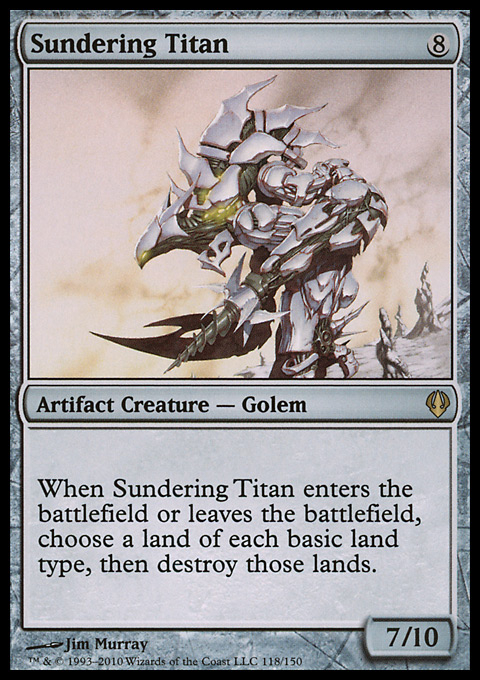 Sundering Titan 8
Artifact Creature — Golem
When Sundering Titan enters the
battlefield or leaves the battlefield,
choose a land of each basic land
type, then destroy those lands.
Jim Murray
7/10
™ & © 1993–2010 Wizards of the Coast LLC 118/150